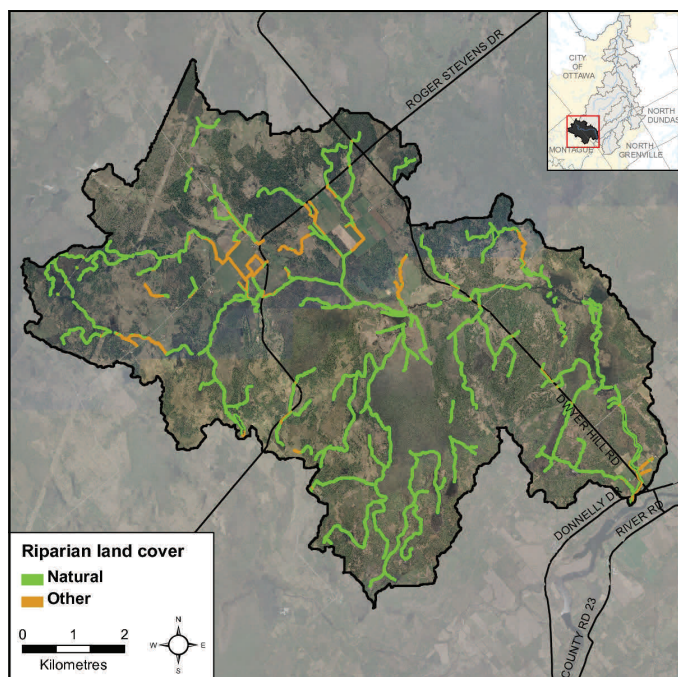 ROGER STEVENS DR
CITY
OF
OTTAWA
NORTH
DUNDAS
MONTAGUE
NORTH
GRENVILLE
DWYER HILL RD
DONNELLY DR
RIVER RD
COUNTY RD 23
Riparian land cover
Natural
Other
0 1 2
Kilometres
N
W E
S